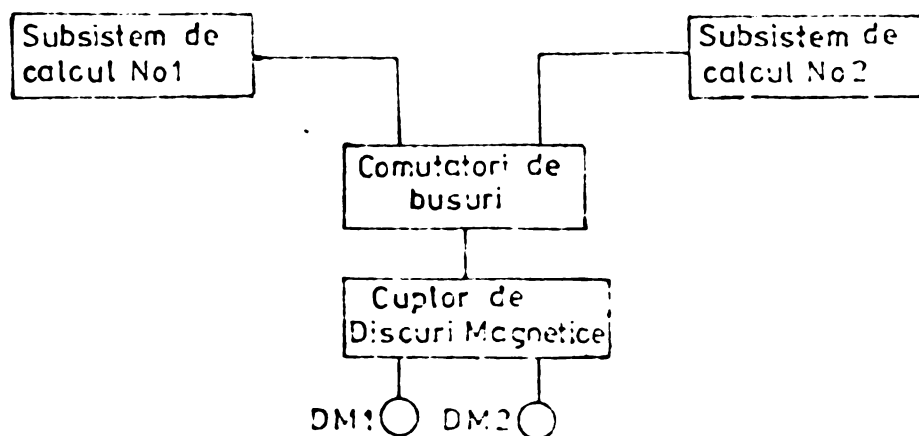 Subsistem de
calcul No1
Subsistem de
calcul No2
Comutatori de
busuri
Cuplor de
Discuri Magnetice
DM1
DM2